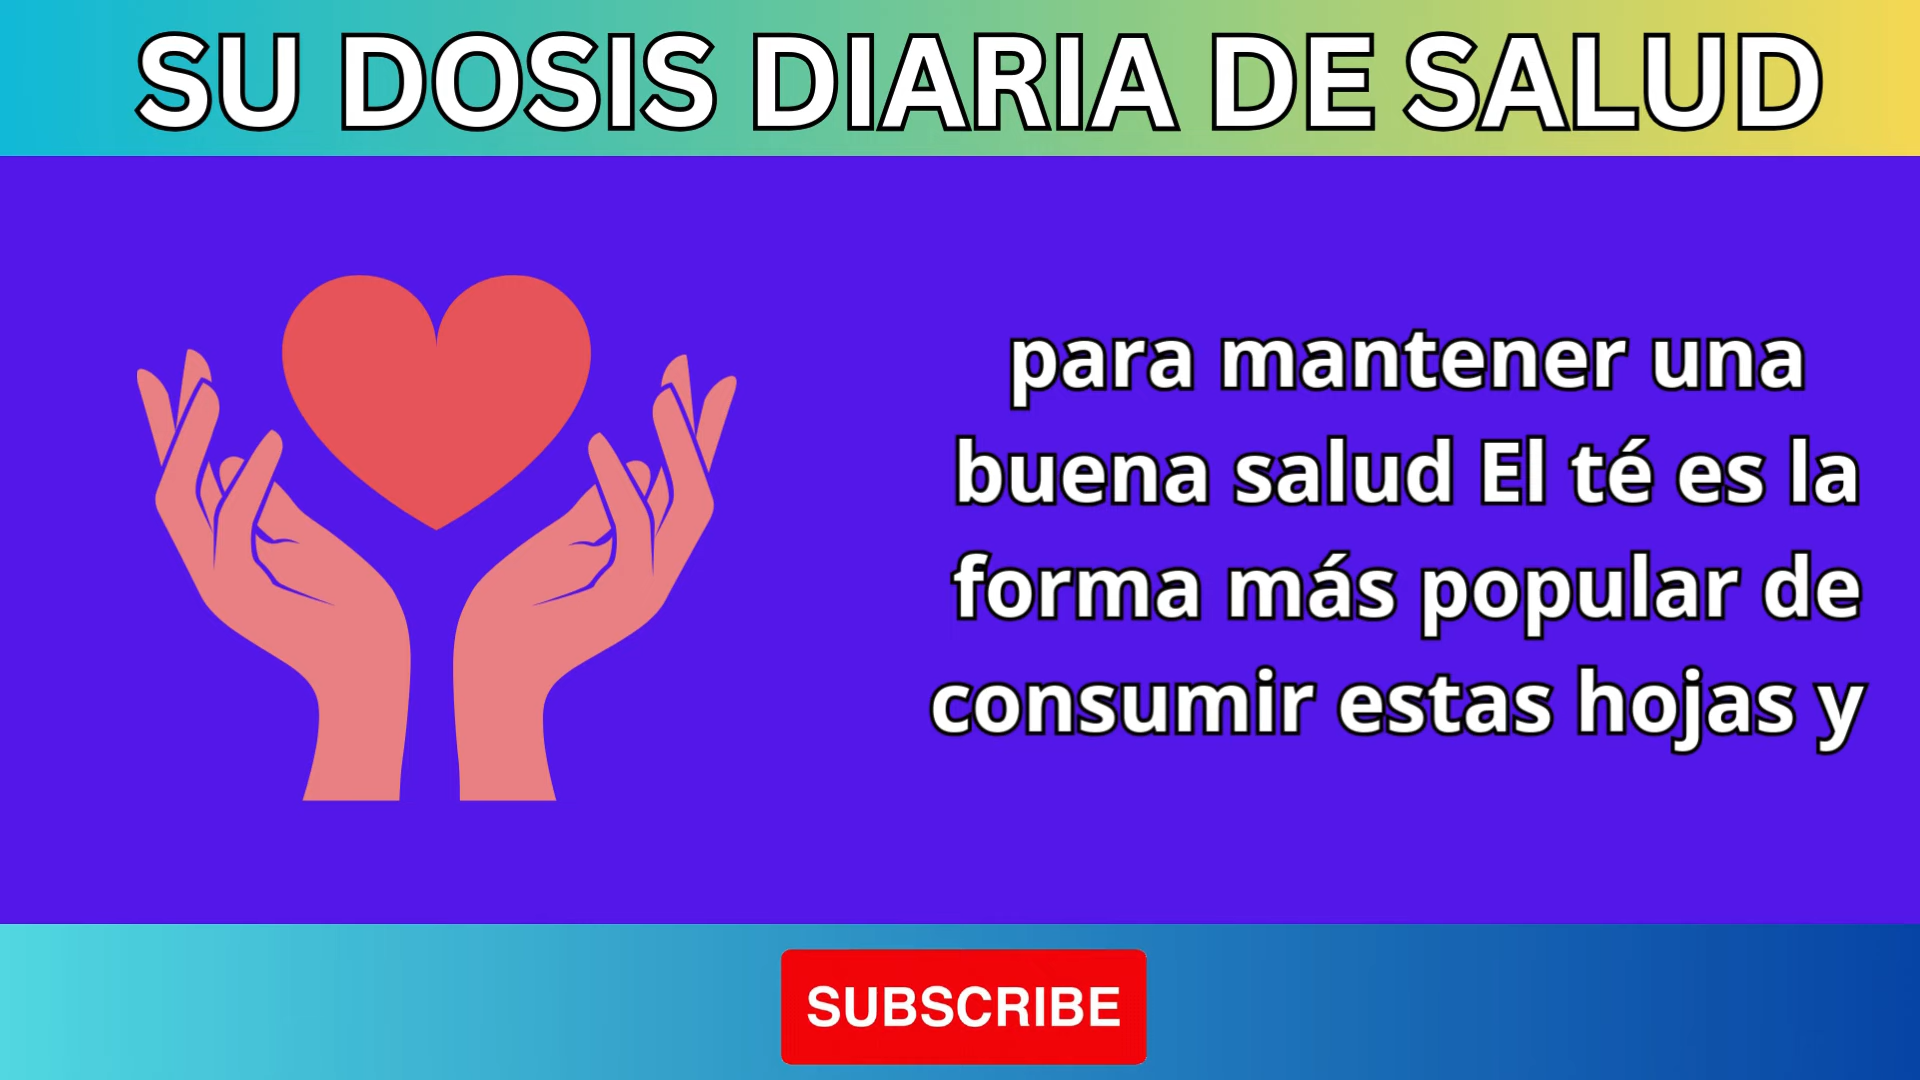 SU DOSIS DIARIA DE SALUD
para mantener una
buena salud El té es la
forma más popular de
consumir estas hojas y
SUBSCRIBE